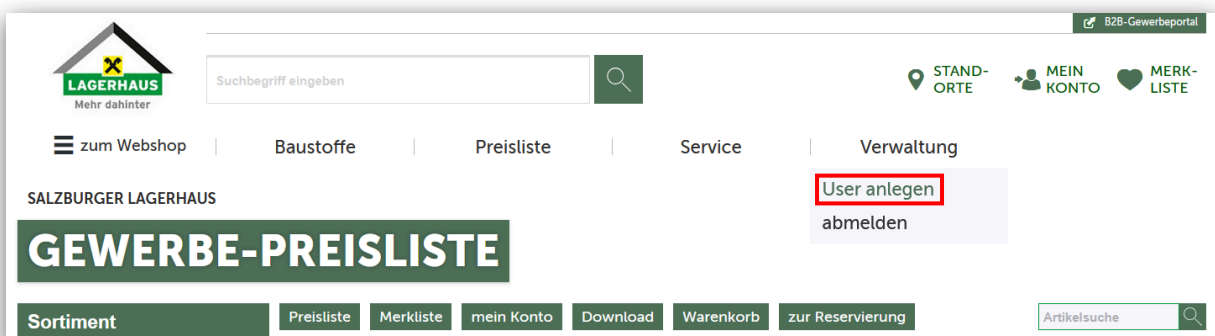 B2B-Gewerbeportal
LAGERHAUS
Mehr dahinter
Suchbegriff eingeben
STAND-
ORTE
MEIN
KONTO
MERK-
LISTE
zum Webshop
Baustoffe
Preisliste
Service
Verwaltung
User anlegen
abmelden
SALZBURGER LAGERHAUS
GEWERBE-PREISLISTE
Sortiment
Preisliste
Merkliste
mein Konto
Download
Warenkorb
zur Reservierung
Artikelsuche